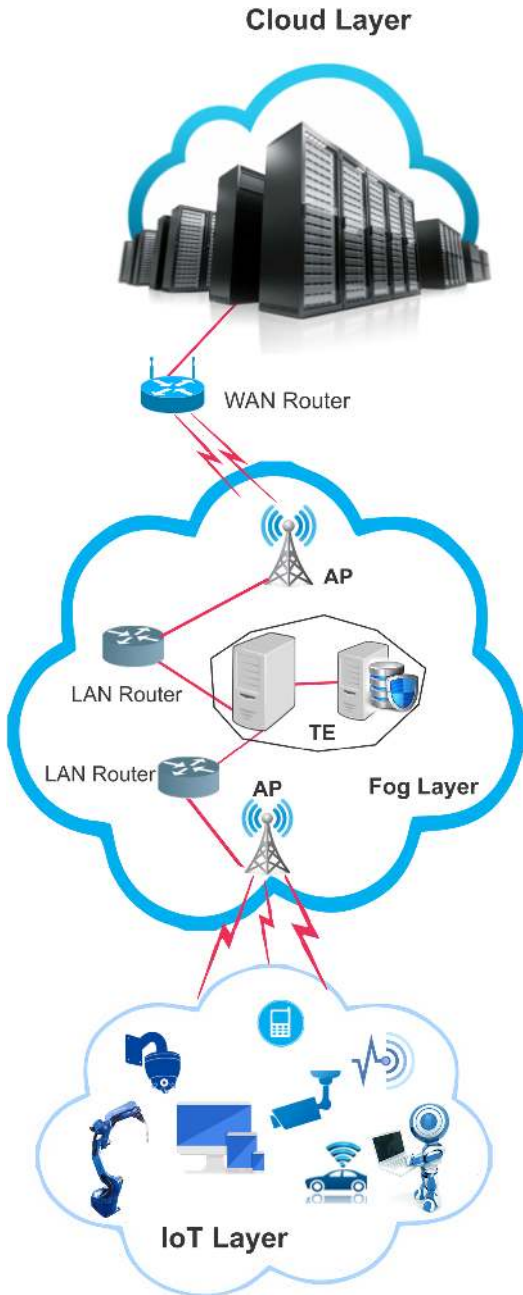 Cloud Layer
WAN Router
AP
LAN Router
TE
LAN Router
AP
Fog Layer
IoT Layer